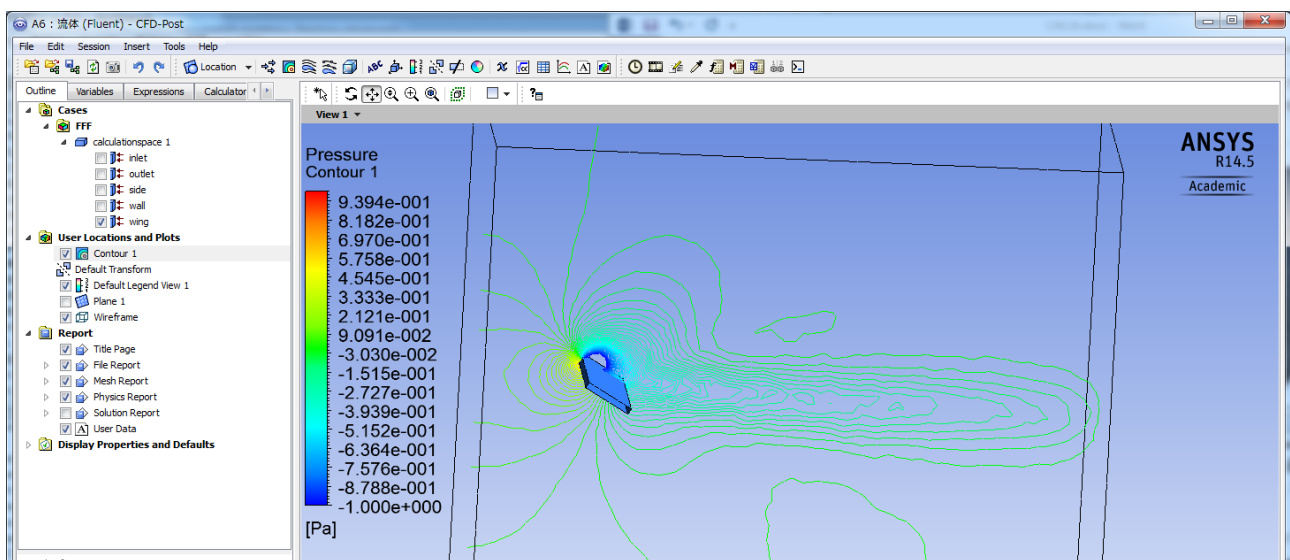 A6 : 流体 (Fluent) - CFD-Post
File Edit Session Insert Tools Help
Location
Outline Variables Expressions Calculator
Cases
FFF
calculationspace 1
inlet
outlet
side
wall
wing
User Locations and Plots
Contour 1
Default Transform
Default Legend View 1
Plane 1
Wireframe
Report
Title Page
File Report
Mesh Report
Physics Report
Solution Report
User Data
Display Properties and Defaults
View 1
Pressure
Contour 1
9.394e-001
8.182e-001
6.970e-001
5.758e-001
4.545e-001
3.333e-001
2.121e-001
9.091e-002
-3.030e-002
-1.515e-001
-2.727e-001
-3.939e-001
-5.152e-001
-6.364e-001
-7.576e-001
-8.788e-001
-1.000e+000
[Pa]
ANSYS
R14.5
Academic